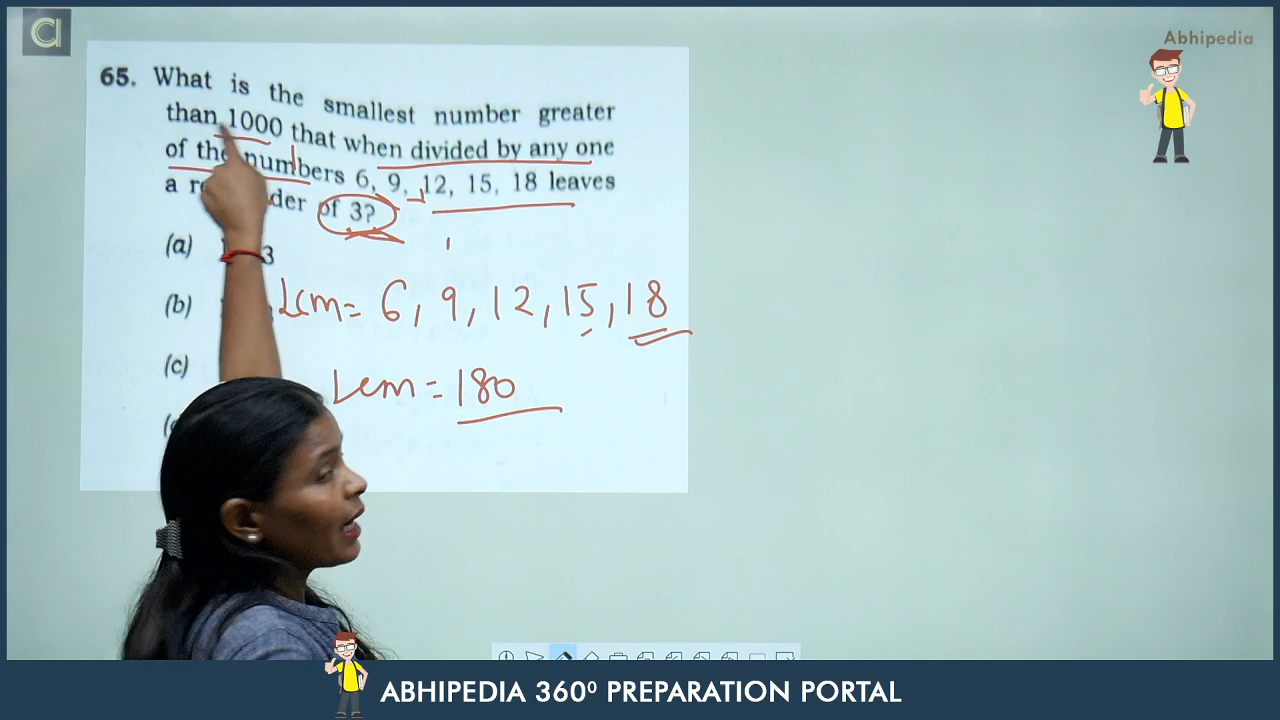 Abhipedia
65. What is the smallest number greater
than 1000 that when divided by any one
of the numbers 6, 9, 12, 15, 18 leaves
a der of 3?
(a) 3
(b)
(c)
Lcm = 6, 9, 12, 15, 18
Lcm = 180
ABHIPEDIA 360⁰ PREPARATION PORTAL